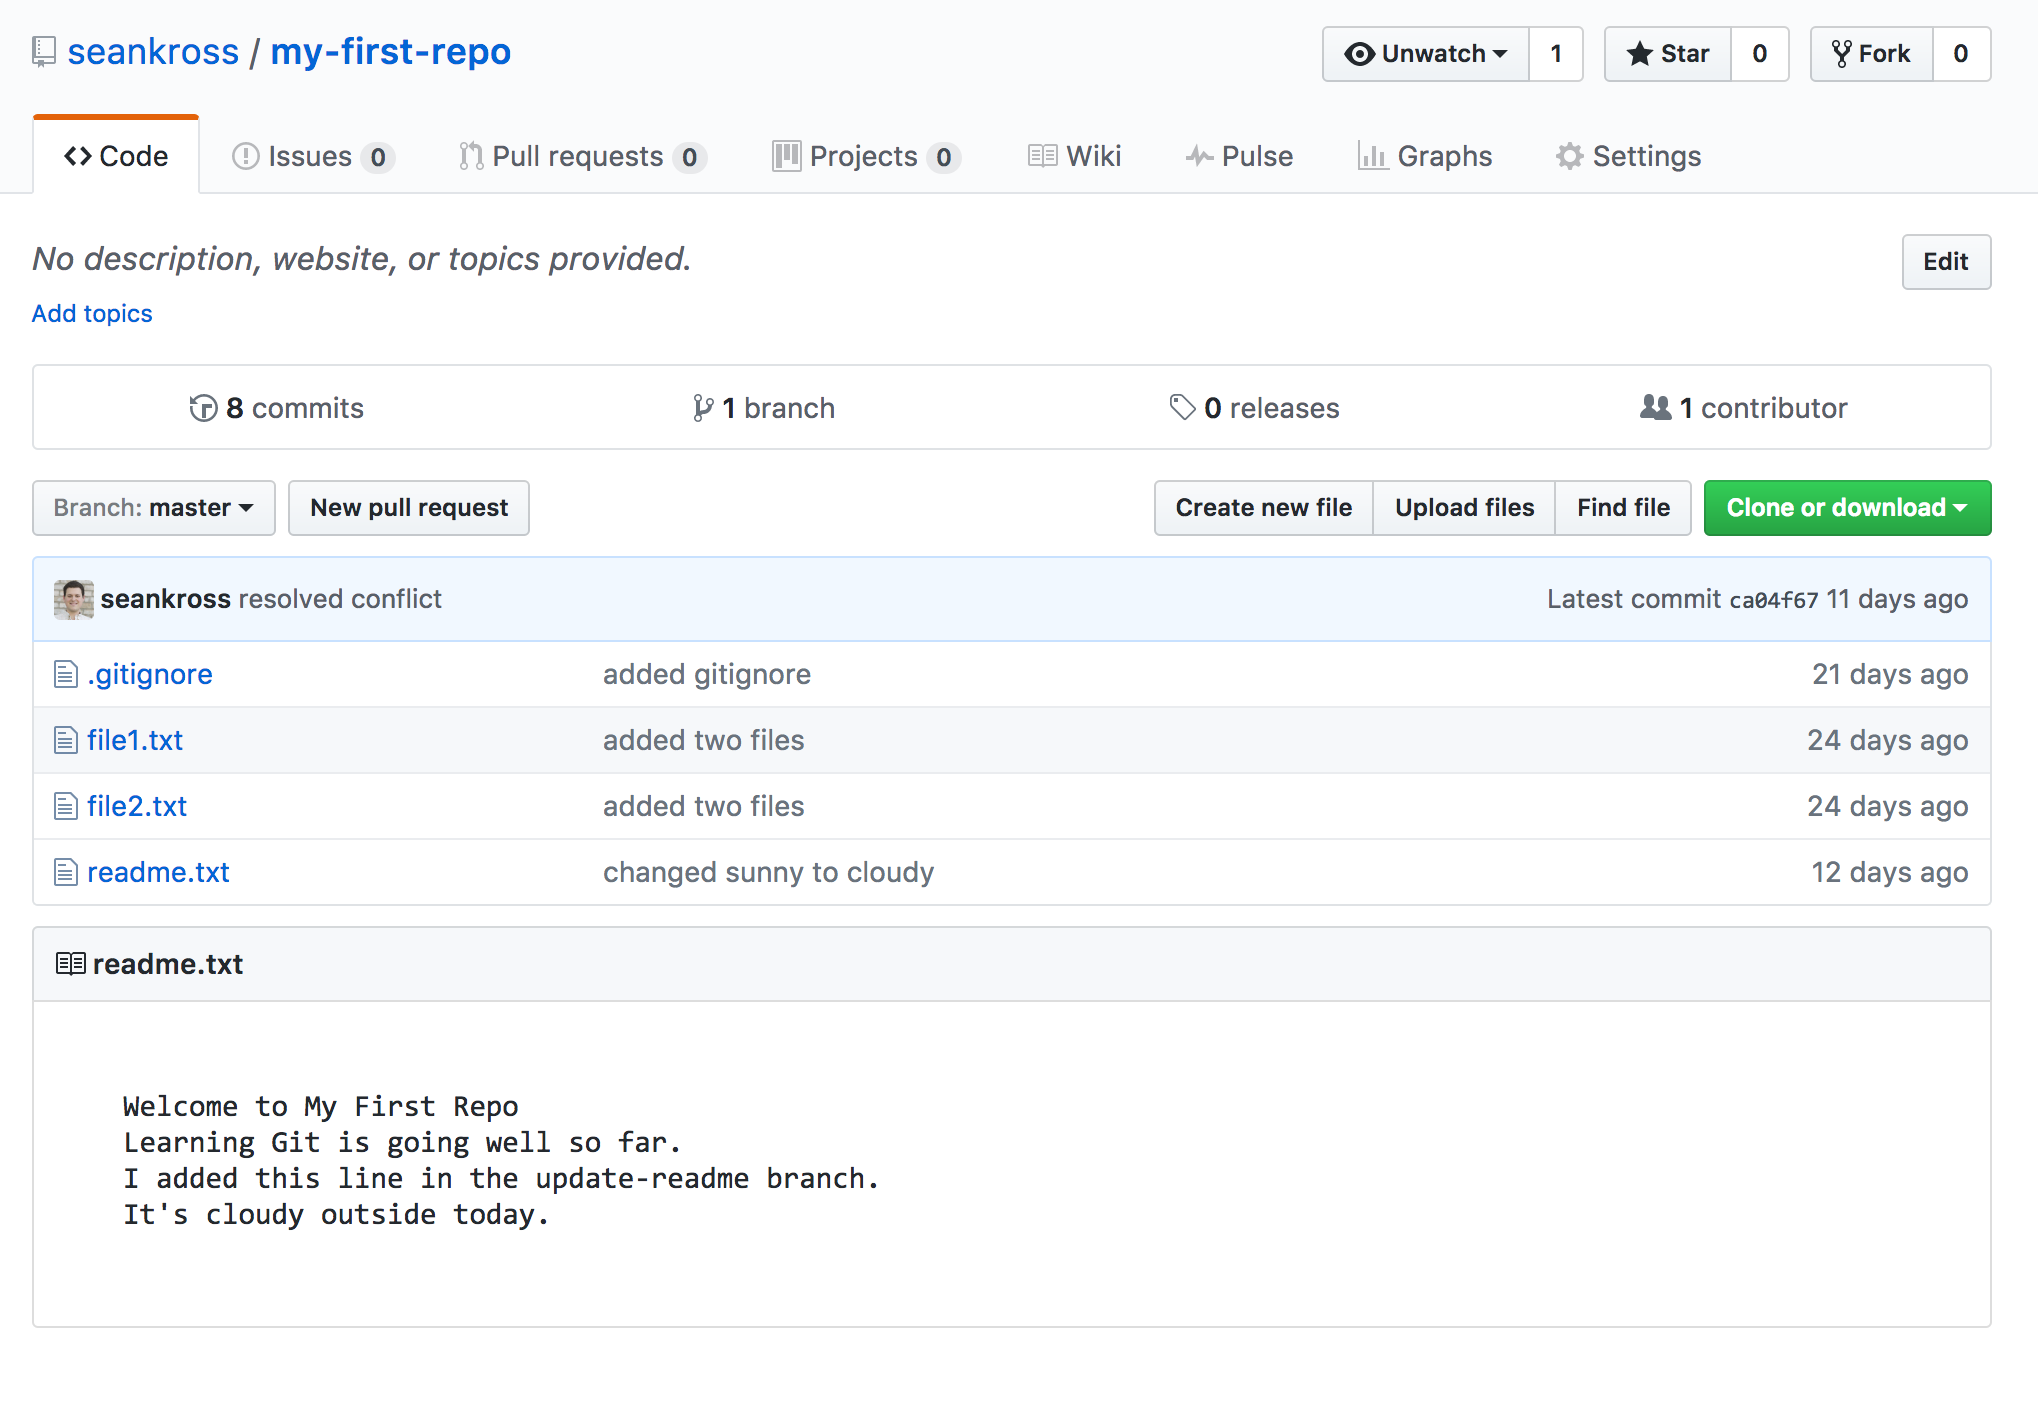 seankross / my-first-repo
Unwatch 1 Star 0 Fork 0
Code Issues 0 Pull requests 0 Projects 0 Wiki Pulse Graphs Settings
No description, website, or topics provided. Edit
Add topics
8 commits 1 branch 0 releases 1 contributor
Branch: master New pull request Create new file Upload files Find file Clone or download
seankross resolved conflict Latest commit ca04f67 11 days ago
.gitignore added gitignore 21 days ago
file1.txt added two files 24 days ago
file2.txt added two files 24 days ago
readme.txt changed sunny to cloudy 12 days ago
readme.txt
Welcome to My First Repo
Learning Git is going well so far.
I added this line in the update-readme branch.
It's cloudy outside today.